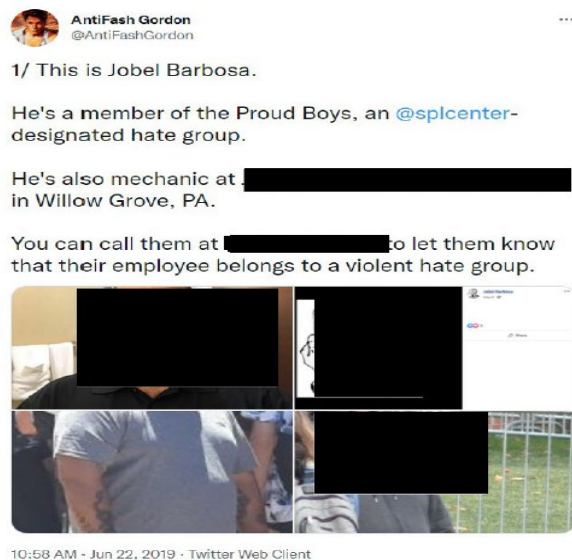 AntiFash Gordon
@AntiFashGordon
1/ This is Jobel Barbosa.
He's a member of the Proud Boys, an @splcenter-
designated hate group.
He's also mechanic at
in Willow Grove, PA.
You can call them at to let them know
that their employee belongs to a violent hate group.
Share
10:58 AM · Jun 22, 2019 · Twitter Web Client